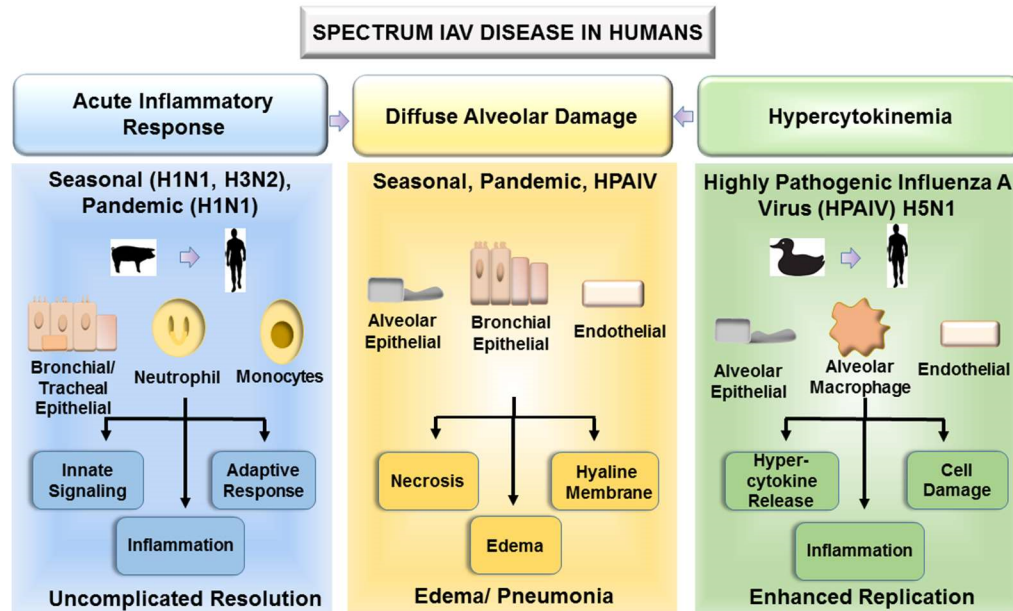 SPECTRUM IAV DISEASE IN HUMANS
Acute Inflammatory
Response
Diffuse Alveolar Damage
Hypercytokinemia
Seasonal (H1N1, H3N2),
Pandemic (H1N1)
Bronchial/
Tracheal
Epithelial
Neutrophil
Monocytes
Innate
Signaling
Adaptive
Response
Inflammation
Uncomplicated Resolution
Seasonal, Pandemic, HPAIV
Alveolar
Epithelial
Bronchial
Epithelial
Endothelial
Necrosis
Hyaline
Membrane
Edema
Edema/ Pneumonia
Highly Pathogenic Influenza A
Virus (HPAIV) H5N1
Alveolar
Epithelial
Alveolar
Macrophage
Endothelial
Hyper-
cytokine
Release
Cell
Damage
Inflammation
Enhanced Replication